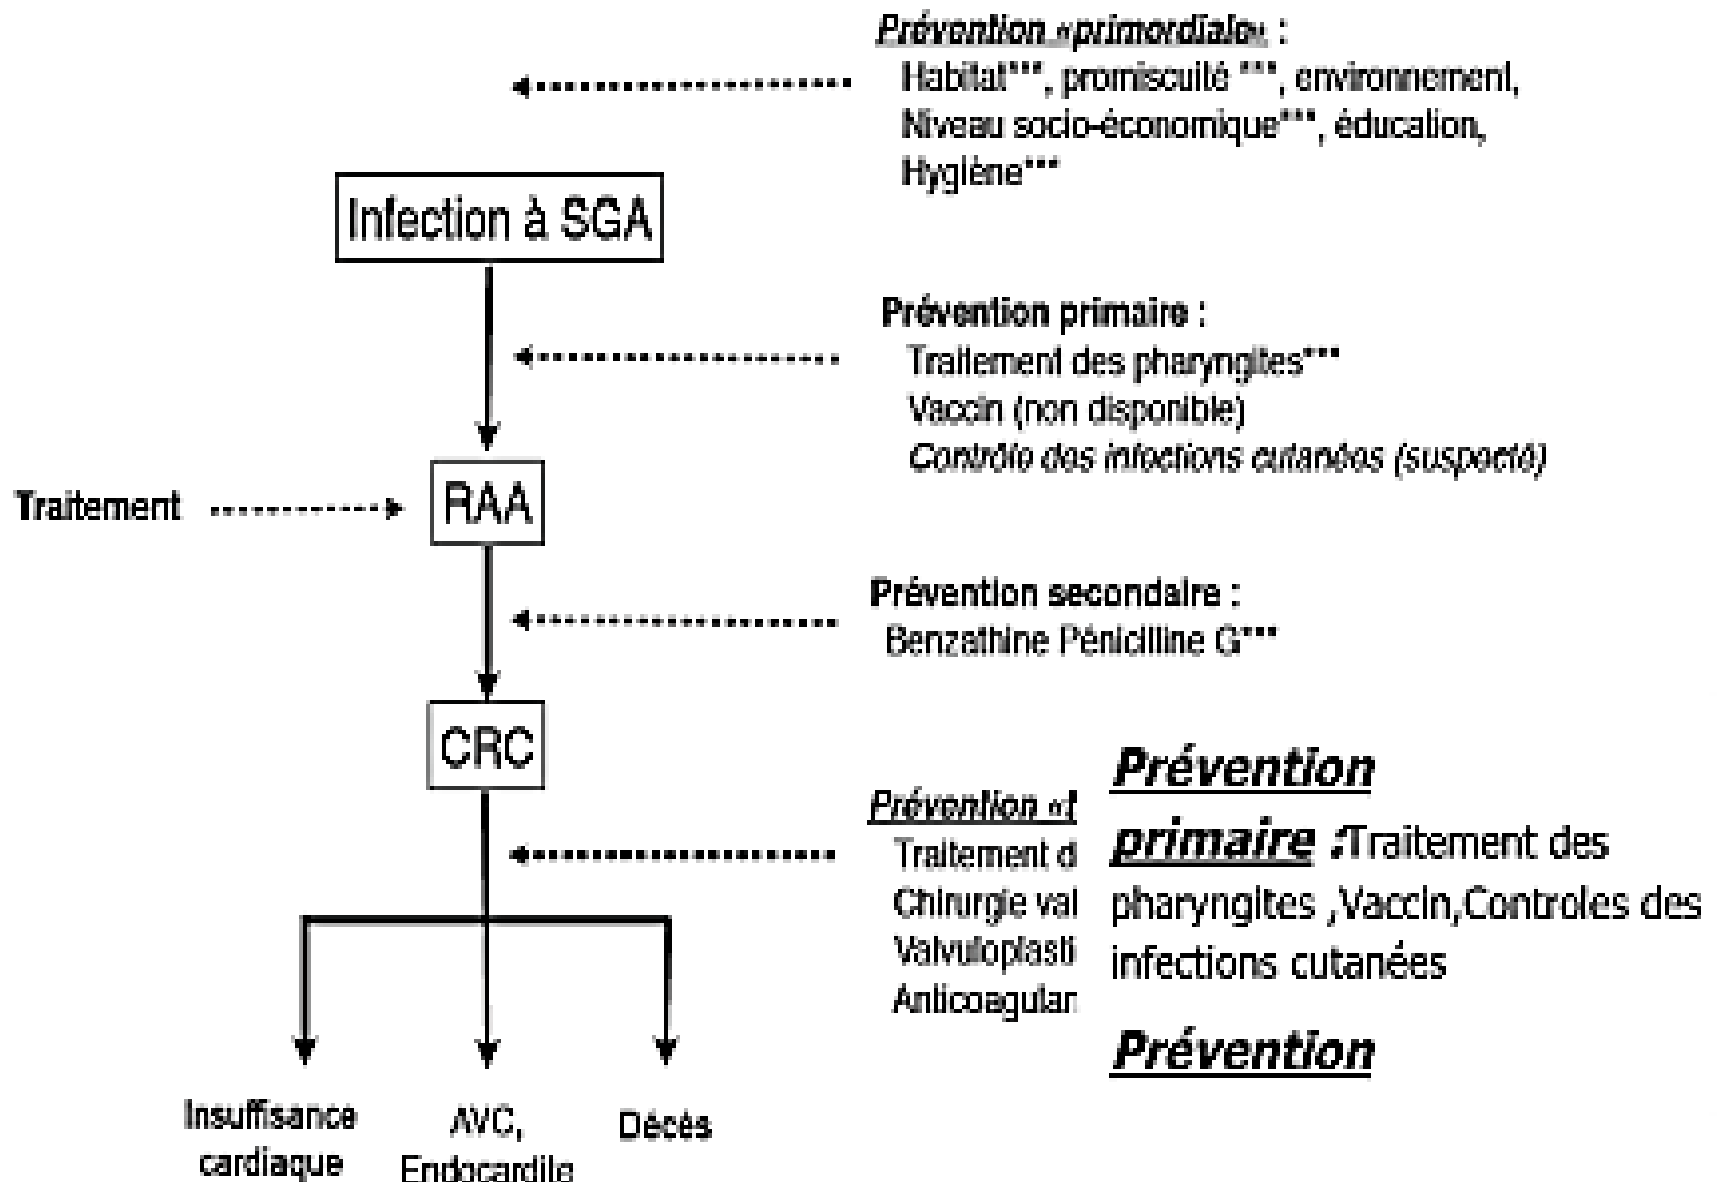 Prévention «primordiale» :
Habitat***, promiscuité ***, environnement,
Niveau socio-économique***, éducation,
Hygiène***
Infection à SGA
Prévention primaire :
Traitement des pharyngites***
Vaccin (non disponible)
Contrôle des infections cutanées (suspecté)
Traitement
RAA
Prévention secondaire :
Benzathine Pénicilline G***
CRC
Prévention «t
Traitement d
Chirurgie val
Valvuloplasti
Anticoagulan
Prévention
primaire :Traitement des
pharyngites ,Vaccin,Controles des
infections cutanées
Prévention
Insuffisance
cardiaque
AVC,
Endocardite
Décès